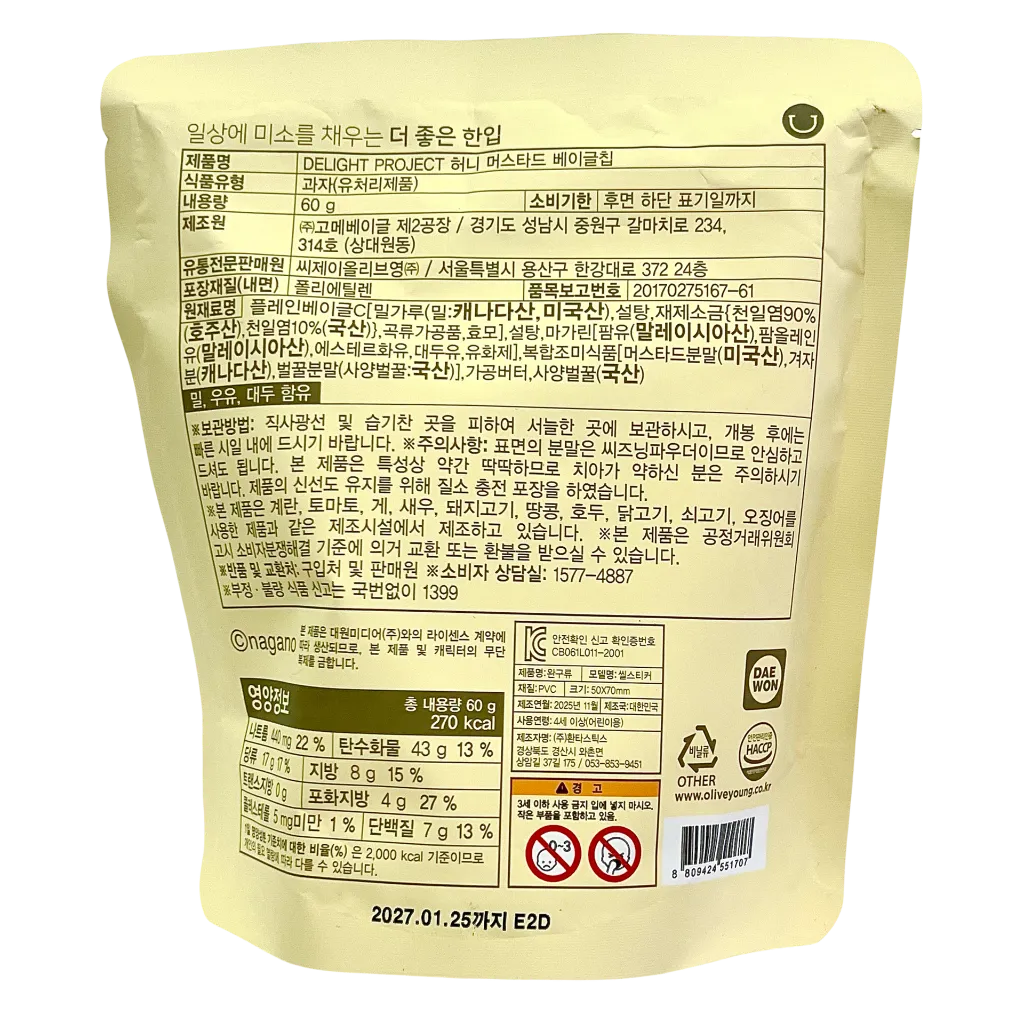 일상에 미소를 채우는 더 좋은 한입
제품명 DELIGHT PROJECT 허니 머스타드 베이글칩
식품유형 과자(유처리제품)
내용량 60 g 소비기한 후면 하단 표기일까지
제조원 ㈜고메베이글 제2공장 / 경기도 성남시 중원구 갈마치로 234,
314호 (상대원동)
유통전문판매원 씨제이올리브영㈜ / 서울특별시 용산구 한강대로 372 24층
포장재질(내면) 폴리에틸렌 품목보고번호 20170275167-61
원재료명 플레인베이글C[밀가루(밀:캐나다산,미국산),설탕,재제소금{천일염90%
(호주산),천일염10%(국산)},곡류가공품,효모],설탕,마가린[팜유(말레이시아산),팜올레인
유(말레이시아산),에스테르화유,대두유,유화제],복합조미식품[머스타드분말(미국산),겨자
분(캐나다산),벌꿀분말(사양벌꿀:국산)],가공버터,사양벌꿀(국산)
밀, 우유, 대두 함유
※보관방법: 직사광선 및 습기찬 곳을 피하여 서늘한 곳에 보관하시고, 개봉 후에는
빠른 시일 내에 드시기 바랍니다. ※주의사항: 표면의 분말은 씨즈닝파우더이므로 안심하고
드셔도 됩니다. 본 제품은 특성상 약간 딱딱하므로 치아가 약하신 분은 주의하시기
바랍니다. 제품의 신선도 유지를 위해 질소 충전 포장을 하였습니다.
※본 제품은 계란, 토마토, 게, 새우, 돼지고기, 땅콩, 호두, 닭고기, 쇠고기, 오징어를
사용한 제품과 같은 제조시설에서 제조하고 있습니다. ※본 제품은 공정거래위원회
고시 소비자분쟁해결 기준에 의거 교환 또는 환불을 받으실 수 있습니다.
※반품 및 교환처: 구입처 및 판매원 ※소비자 상담실: 1577-4887
※부정·불량 식품 신고는 국번없이 1399
©nagano 본 제품은 대원미디어(주)와의 라이센스 계약에
따라 생산되므로, 본 제품 및 캐릭터의 무단
복제를 금합니다.
KC 안전확인 신고 확인증번호
CB061L011-2001
제품명:완구류 모델명:씰스티커
재질:PVC 크기: 50X70mm
제조연월: 2025년 11월 제조국:대한민국
사용연령: 4세 이상(어린이용)
제조자명: (주)환타스틱스
경상북도 경산시 와촌면
상암길 37길 175 / 053-853-9451
경 고
3세 이하 사용 금지 입에 넣지 마시오.
작은 부품을 포함하고 있음.
0~3
DAE
WON
비닐류
OTHER
안전관리인증
HACCP
www.oliveyoung.co.kr
8 809424 551707
영양정보 총 내용량 60 g
270 kcal
나트륨 440 mg 22 % 탄수화물 43 g 13 %
당류 17 g 17 % 지방 8 g 15 %
트랜스지방 0 g 포화지방 4 g 27 %
콜레스테롤 5 mg미만 1 % 단백질 7 g 13 %
1일 영양성분 기준치에 대한 비율(%) 은 2,000 kcal 기준이므로
개인의 필요 열량에 따라 다를 수 있습니다.
2027.01.25까지 E2D